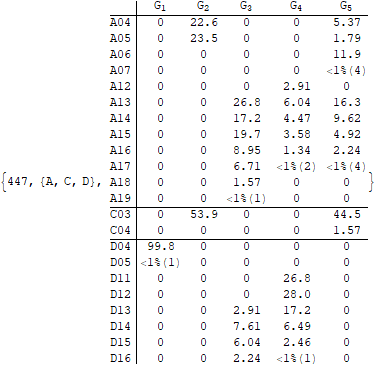 G1 G2 G3 G4 G5
A04 0 22.6 0 0 5.37
A05 0 23.5 0 0 1.79
A06 0 0 0 0 11.9
A07 0 0 0 0 <1%(4)
A12 0 0 0 2.91 0
A13 0 0 26.8 6.04 16.3
A14 0 0 17.2 4.47 9.62
A15 0 0 19.7 3.58 4.92
A16 0 0 8.95 1.34 2.24
A17 0 0 6.71 <1%(2) <1%(4)
{447, {A, C, D}, A18 0 0 1.57 0 0 }
A19 0 0 <1%(1) 0 0
C03 0 53.9 0 0 44.5
C04 0 0 0 0 1.57
D04 99.8 0 0 0 0
D05 <1%(1) 0 0 0 0
D11 0 0 0 26.8 0
D12 0 0 0 28.0 0
D13 0 0 2.91 17.2 0
D14 0 0 7.61 6.49 0
D15 0 0 6.04 2.46 0
D16 0 0 2.24 <1%(1) 0